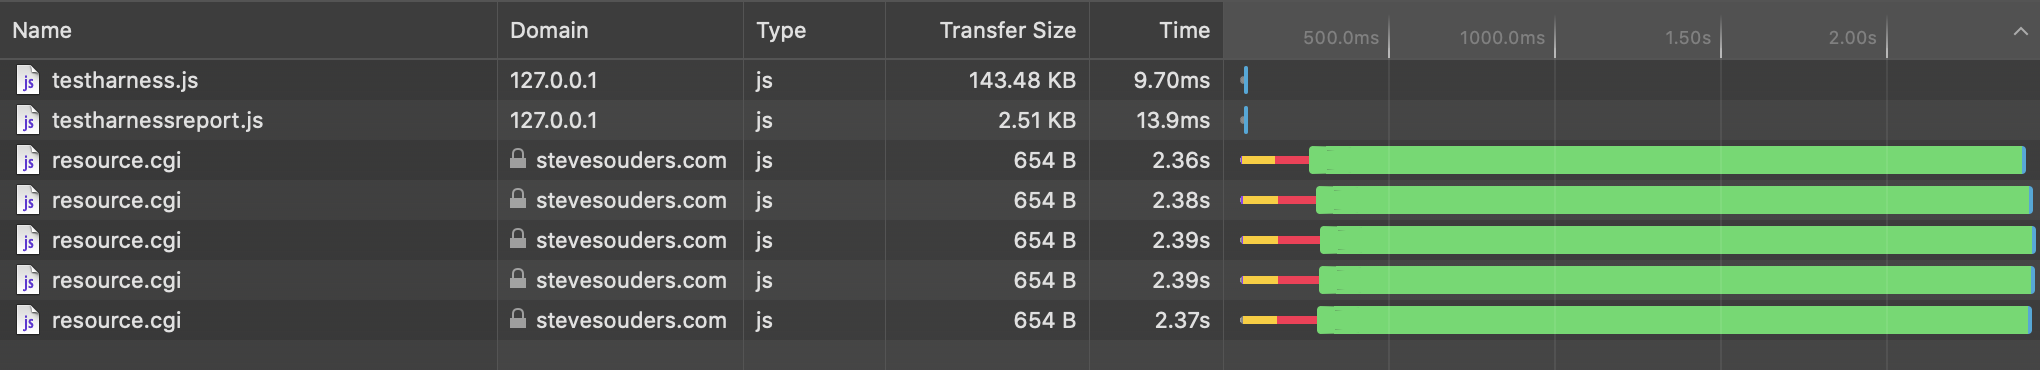 Name Domain Type Transfer Size Time 500.0ms 1000.0ms 1.50s 2.00s
js testharness.js 127.0.0.1 js 143.48 KB 9.70ms
js testharnessreport.js 127.0.0.1 js 2.51 KB 13.9ms
js resource.cgi stevesouders.com js 654 B 2.36s
js resource.cgi stevesouders.com js 654 B 2.38s
js resource.cgi stevesouders.com js 654 B 2.39s
js resource.cgi stevesouders.com js 654 B 2.39s
js resource.cgi stevesouders.com js 654 B 2.37s